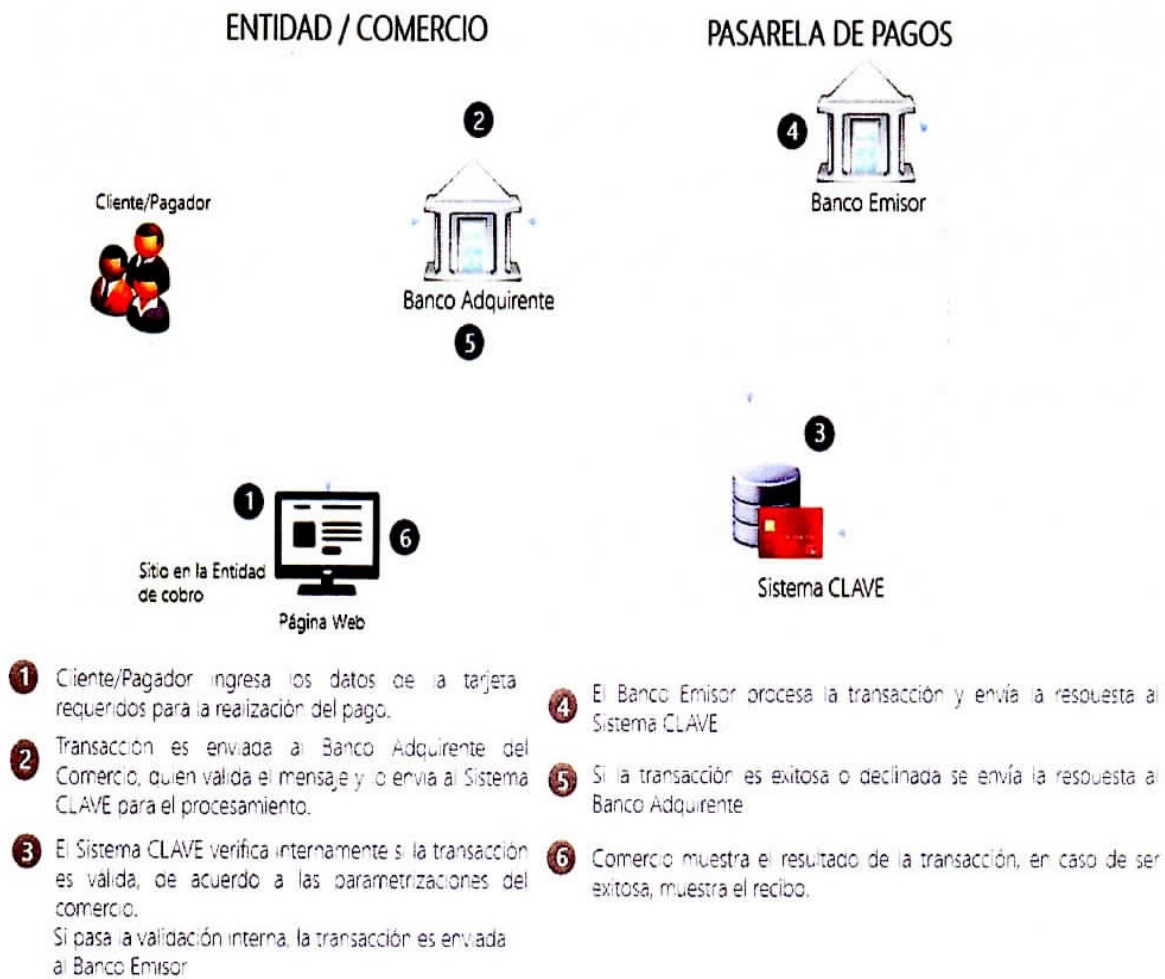 ENTIDAD / COMERCIO
PASARELA DE PAGOS
2
4
Cliente/Pagador
Banco Emisor
Banco Adquirente
5
3
1
6
Sitio en la Entidad
de cobro
Página Web
Sistema CLAVE
1 Cliente/Pagador ingresa los datos de la tarjeta
requeridos para la realización del pago.
2 Transacción es enviada al Banco Adquirente del
Comercio, quien valida el mensaje y lo envía al Sistema
CLAVE para el procesamiento.
3 El Sistema CLAVE verifica internamente si la transacción
es válida, de acuerdo a las parametrizaciones del
comercio.
Si pasa la validación interna, la transacción es enviada
al Banco Emisor
4 El Banco Emisor procesa la transacción y envía la respuesta al
Sistema CLAVE
5 Si la transacción es exitosa o declinada se envía la respuesta al
Banco Adquirente
6 Comercio muestra el resultado de la transacción, en caso de ser
exitosa, muestra el recibo.